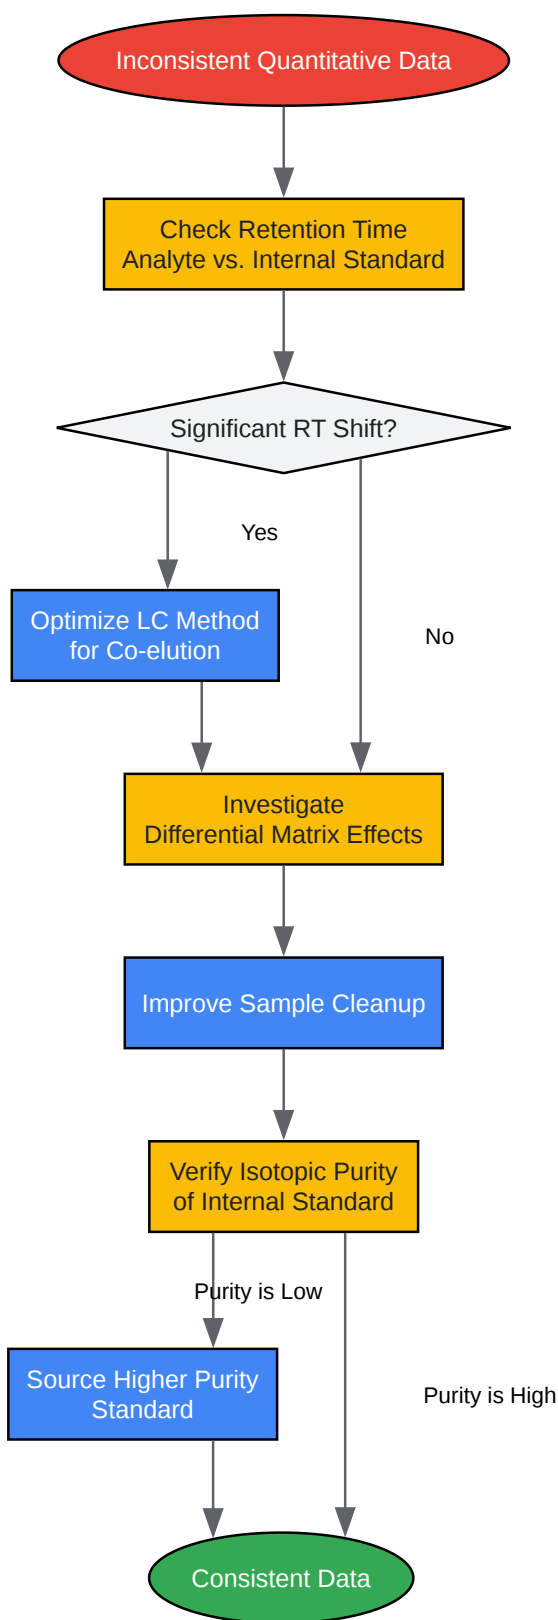 Inconsistent Quantitative Data
Check Retention Time
Analyte vs. Internal Standard
Significant RT Shift?
Yes
Optimize LC Method
for Co-elution
No
Investigate
Differential Matrix Effects
Improve Sample Cleanup
Verify Isotopic Purity
of Internal Standard
Purity is Low
Source Higher Purity
Standard
Purity is High
Consistent Data